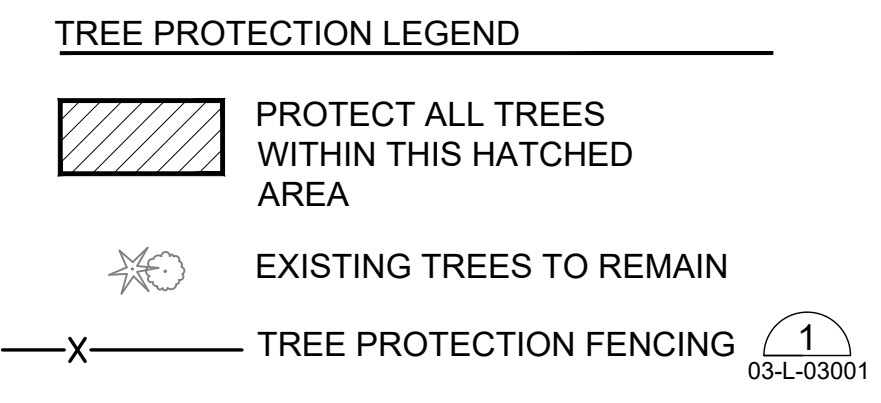 TREE PROTECTION LEGEND
PROTECT ALL TREES
WITHIN THIS HATCHED
AREA
EXISTING TREES TO REMAIN
X
TREE PROTECTION FENCING
1
03-L-03001